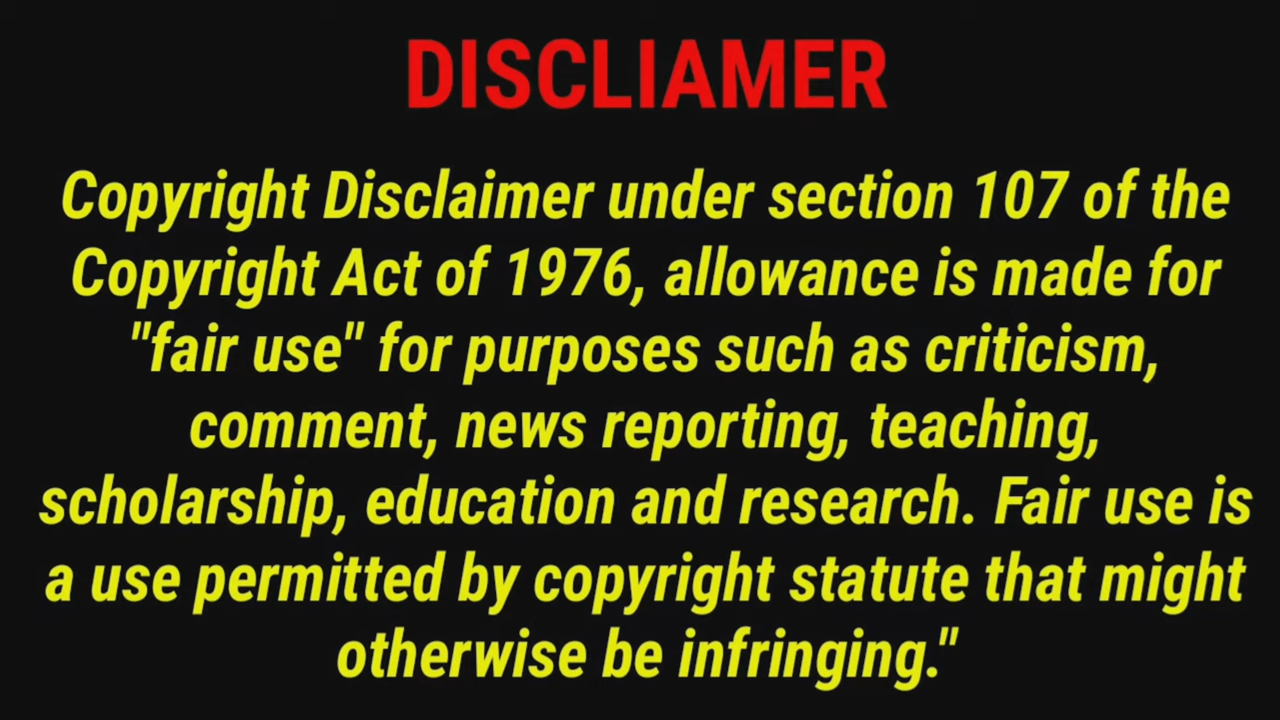 DISCLIAMER
Copyright Disclaimer under section 107 of the
Copyright Act of 1976, allowance is made for
"fair use" for purposes such as criticism,
comment, news reporting, teaching,
scholarship, education and research. Fair use is
a use permitted by copyright statute that might
otherwise be infringing."